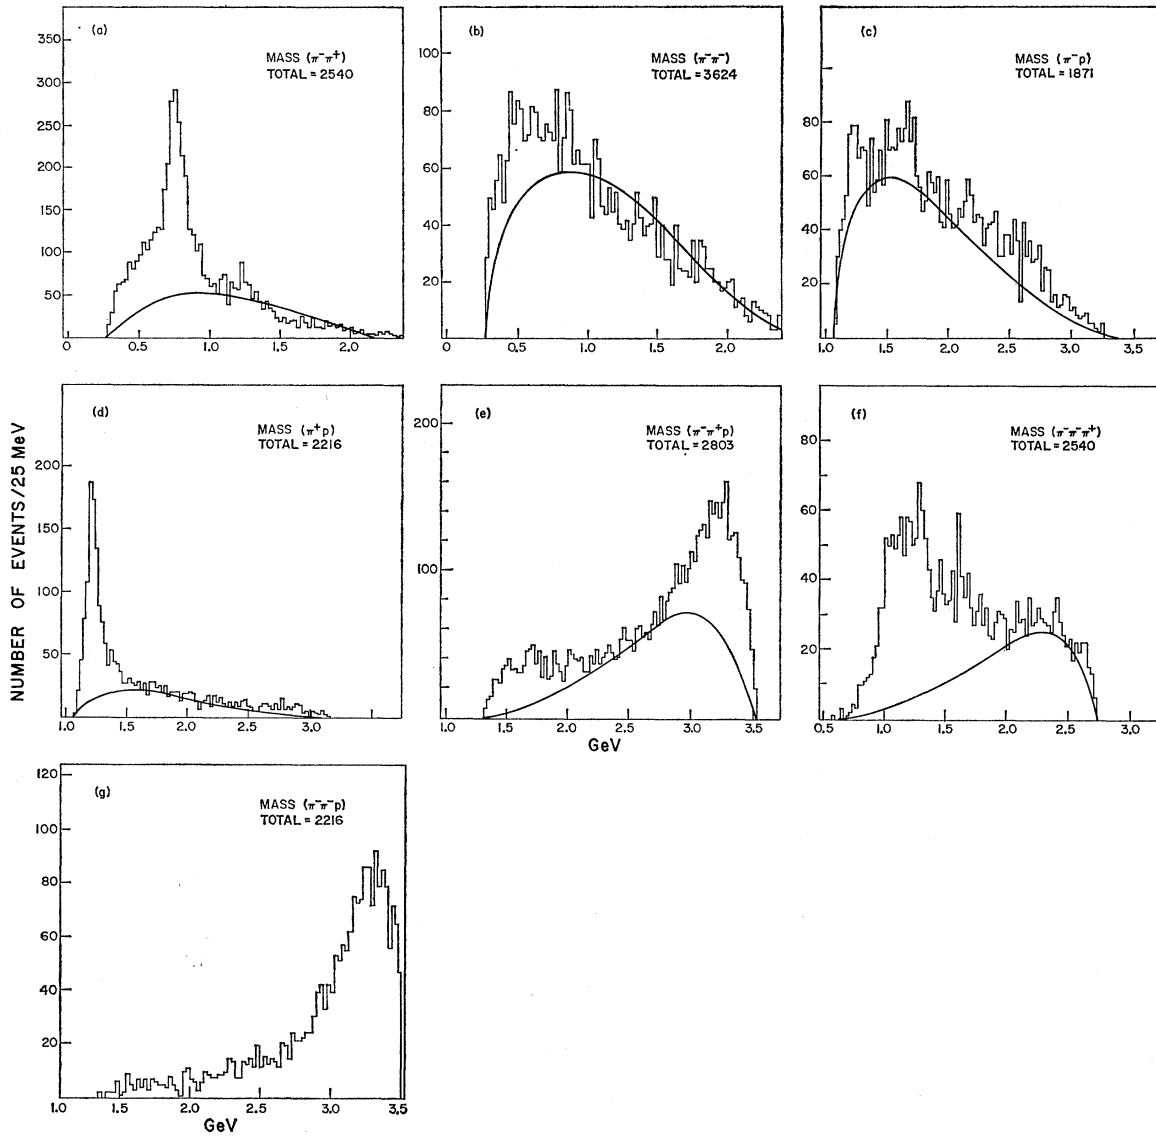 (a)
MASS (π⁻π⁺)
TOTAL = 2540
350
300
250
200
150
100
50
0 0.5 1.0 1.5 2.0
(b)
MASS (π⁻π⁻)
TOTAL = 3624
100
80
60
40
20
0 0.5 1.0 1.5 2.0
(c)
MASS (π⁻p)
TOTAL = 1871
80
60
40
20
1.0 1.5 2.0 2.5 3.0 3.5
NUMBER OF EVENTS/25 MeV
(d)
MASS (π⁺p)
TOTAL = 2216
200
150
100
50
1.0 1.5 2.0 2.5 3.0
(e)
MASS (π⁻π⁺p)
TOTAL = 2803
200
100
1.0 1.5 2.0 2.5 3.0 3.5
GeV
(f)
MASS (π⁻π⁻π⁺)
TOTAL = 2540
80
60
40
20
0.5 1.0 1.5 2.0 2.5 3.0
(g)
MASS (π⁻π⁻p)
TOTAL = 2216
120
100
80
60
40
20
1.0 1.5 2.0 2.5 3.0 3.5
GeV